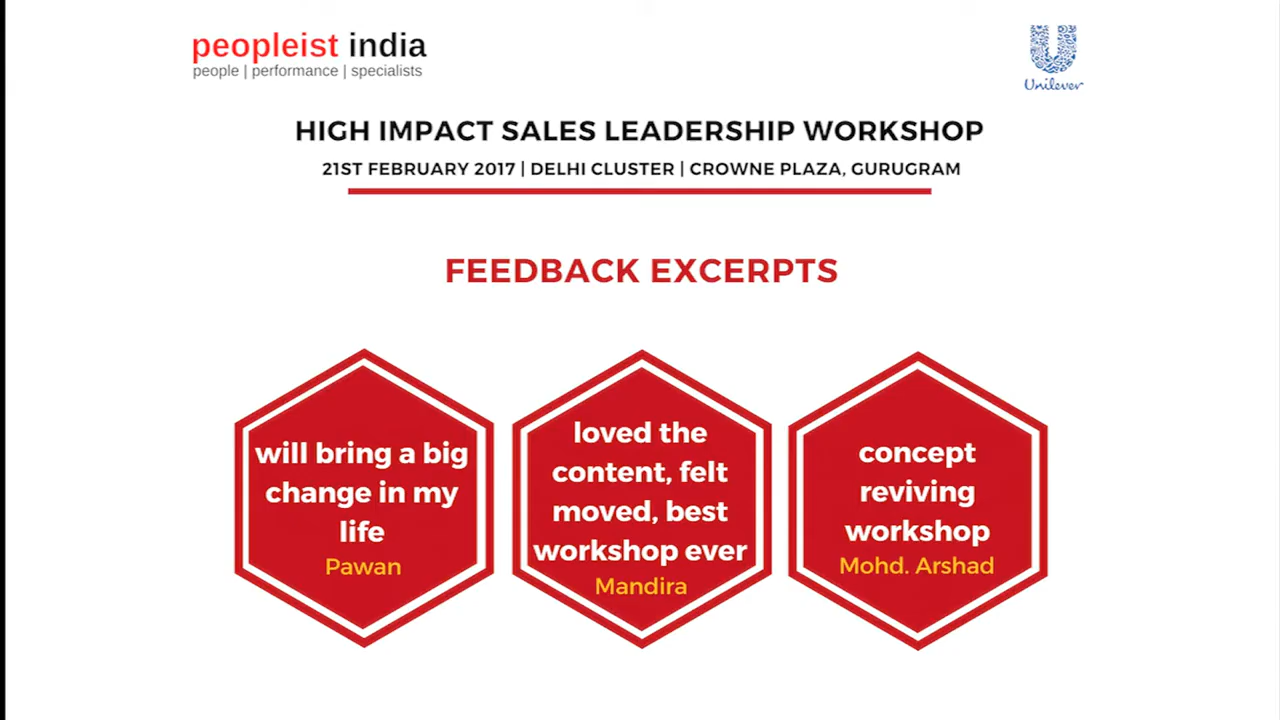 peopleist india
people | performance | specialists
Unilever
HIGH IMPACT SALES LEADERSHIP WORKSHOP
21ST FEBRUARY 2017 | DELHI CLUSTER | CROWNE PLAZA, GURUGRAM
FEEDBACK EXCERPTS
will bring a big
change in my
life
Pawan
loved the
content, felt
moved, best
workshop ever
Mandira
concept
reviving
workshop
Mohd. Arshad